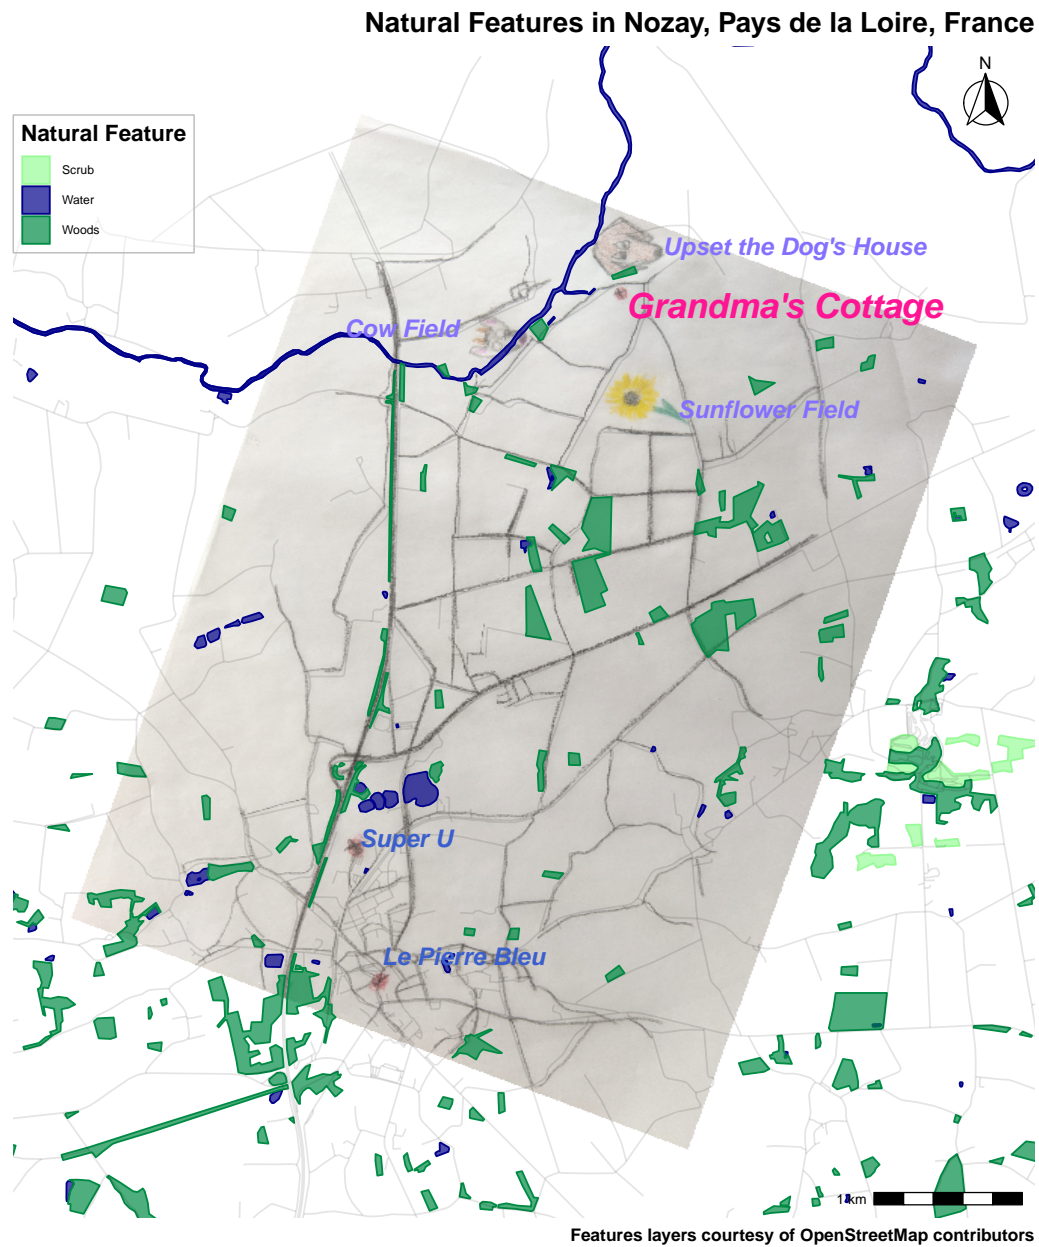 Natural Features in Nozay, Pays de la Loire, France
N
Natural Feature
Scrub
Water
Woods
Upset the Dog's House
Grandma's Cottage
Cow Field
Sunflower Field
Super U
Le Pierre Bleu
1 km
Features layers courtesy of OpenStreetMap contributors